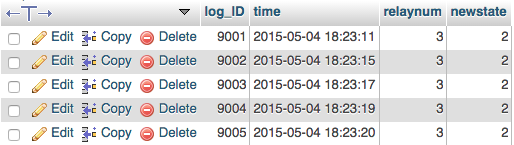 log_ID time relaynum newstate
Edit Copy Delete 9001 2015-05-04 18:23:11 3 2
Edit Copy Delete 9002 2015-05-04 18:23:15 3 2
Edit Copy Delete 9003 2015-05-04 18:23:17 3 2
Edit Copy Delete 9004 2015-05-04 18:23:19 3 2
Edit Copy Delete 9005 2015-05-04 18:23:20 3 2